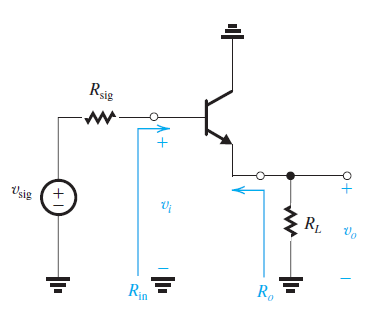 R_sig
v_sig
+
+
v_i
−
R_in
R_o
R_L
+
v_o
−